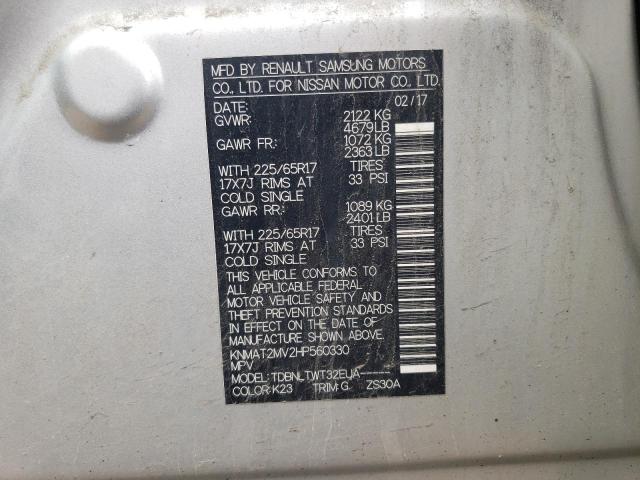 MFD BY RENAULT SAMSUNG MOTORS
CO., LTD. FOR NISSAN MOTOR CO., LTD.
DATE: 02/17
GVWR: 2122 KG
4679LB
GAWR FR: 1072 KG
2363 LB
WITH 225/65R17 TIRES
17X7J RIMS AT 33 PSI
COLD SINGLE
GAWR RR: 1089 KG
2401 LB
WITH 225/65R17 TIRES
17X7J RIMS AT 33 PSI
COLD SINGLE
THIS VEHICLE CONFORMS TO
ALL APPLICABLE FEDERAL
MOTOR VEHICLE SAFETY AND
THEFT PREVENTION STANDARDS
IN EFFECT ON THE DATE OF
MANUFACTURE SHOWN ABOVE.
KNMAT2MV2HP560330
MPV
MODEL: TDBNLTWT32EUA------
COLOR:K23 TRIM:G ZS30A